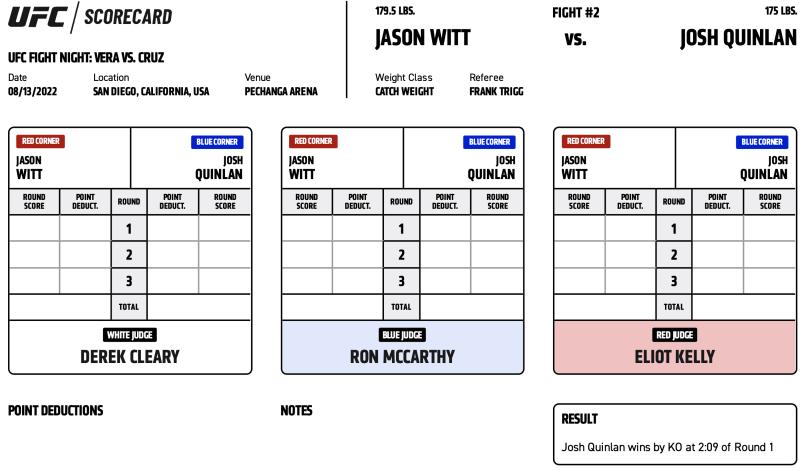 UFC / SCORECARD
UFC FIGHT NIGHT: VERA VS. CRUZ
Date Location Venue
08/13/2022 SAN DIEGO, CALIFORNIA, USA PECHANGA ARENA
179.5 LBS. FIGHT #2 175 LBS.
JASON WITT VS. JOSH QUINLAN
Weight Class Referee
CATCH WEIGHT FRANK TRIGG
RED CORNER BLUE CORNER
JASON JOSH
WITT QUINLAN
ROUND POINT ROUND POINT ROUND
SCORE DEDUCT. DEDUCT. SCORE
1
2
3
TOTAL
WHITE JUDGE
DEREK CLEARY
RED CORNER BLUE CORNER
JASON JOSH
WITT QUINLAN
ROUND POINT ROUND POINT ROUND
SCORE DEDUCT. DEDUCT. SCORE
1
2
3
TOTAL
BLUE JUDGE
RON MCCARTHY
RED CORNER BLUE CORNER
JASON JOSH
WITT QUINLAN
ROUND POINT ROUND POINT ROUND
SCORE DEDUCT. DEDUCT. SCORE
1
2
3
TOTAL
RED JUDGE
ELIOT KELLY
POINT DEDUCTIONS
NOTES
RESULT
Josh Quinlan wins by KO at 2:09 of Round 1